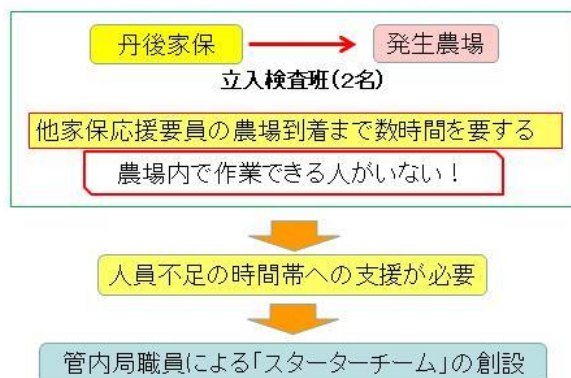 丹後家保
発生農場
立入検査班(2名)
他家保応援要員の農場到着まで数時間を要する
農場内で作業できる人がいない！
人員不足の時間帯への支援が必要
管内局職員による「スターターチーム」の創設